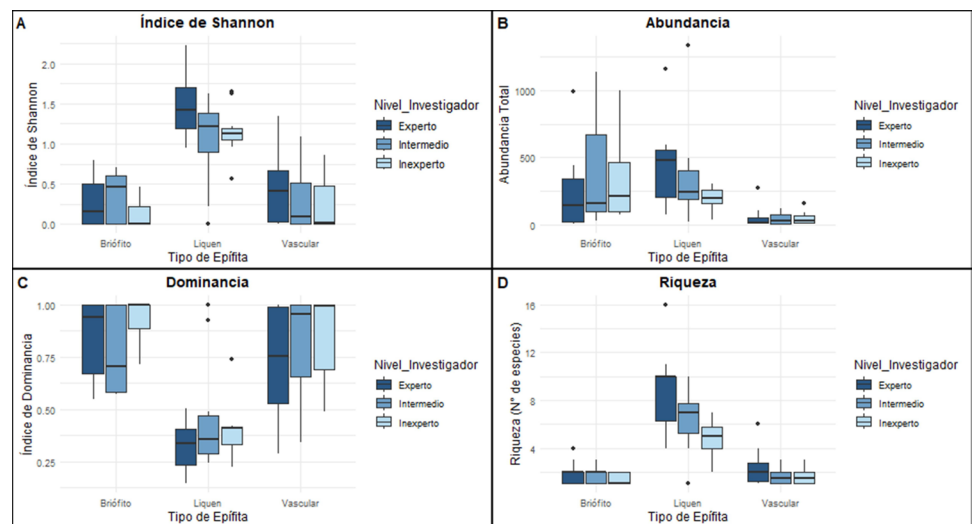 A
Índice de Shannon
Índice de Shannon
2.0
1.5
1.0
0.5
0.0
Briófito
Liquen
Vascular
Tipo de Epífita
Nivel_Investigador
Experto
Intermedio
Inexperto
B
Abundancia
Abundancia Total
1000
500
0
Briófito
Liquen
Vascular
Tipo de Epífita
Nivel_Investigador
Experto
Intermedio
Inexperto
C
Dominancia
Índice de Dominancia
1.00
0.75
0.50
0.25
Briófito
Liquen
Vascular
Tipo de Epífita
Nivel_Investigador
Experto
Intermedio
Inexperto
D
Riqueza
Riqueza (N° de especies)
16
12
8
4
Briófito
Liquen
Vascular
Tipo de Epífita
Nivel_Investigador
Experto
Intermedio
Inexperto